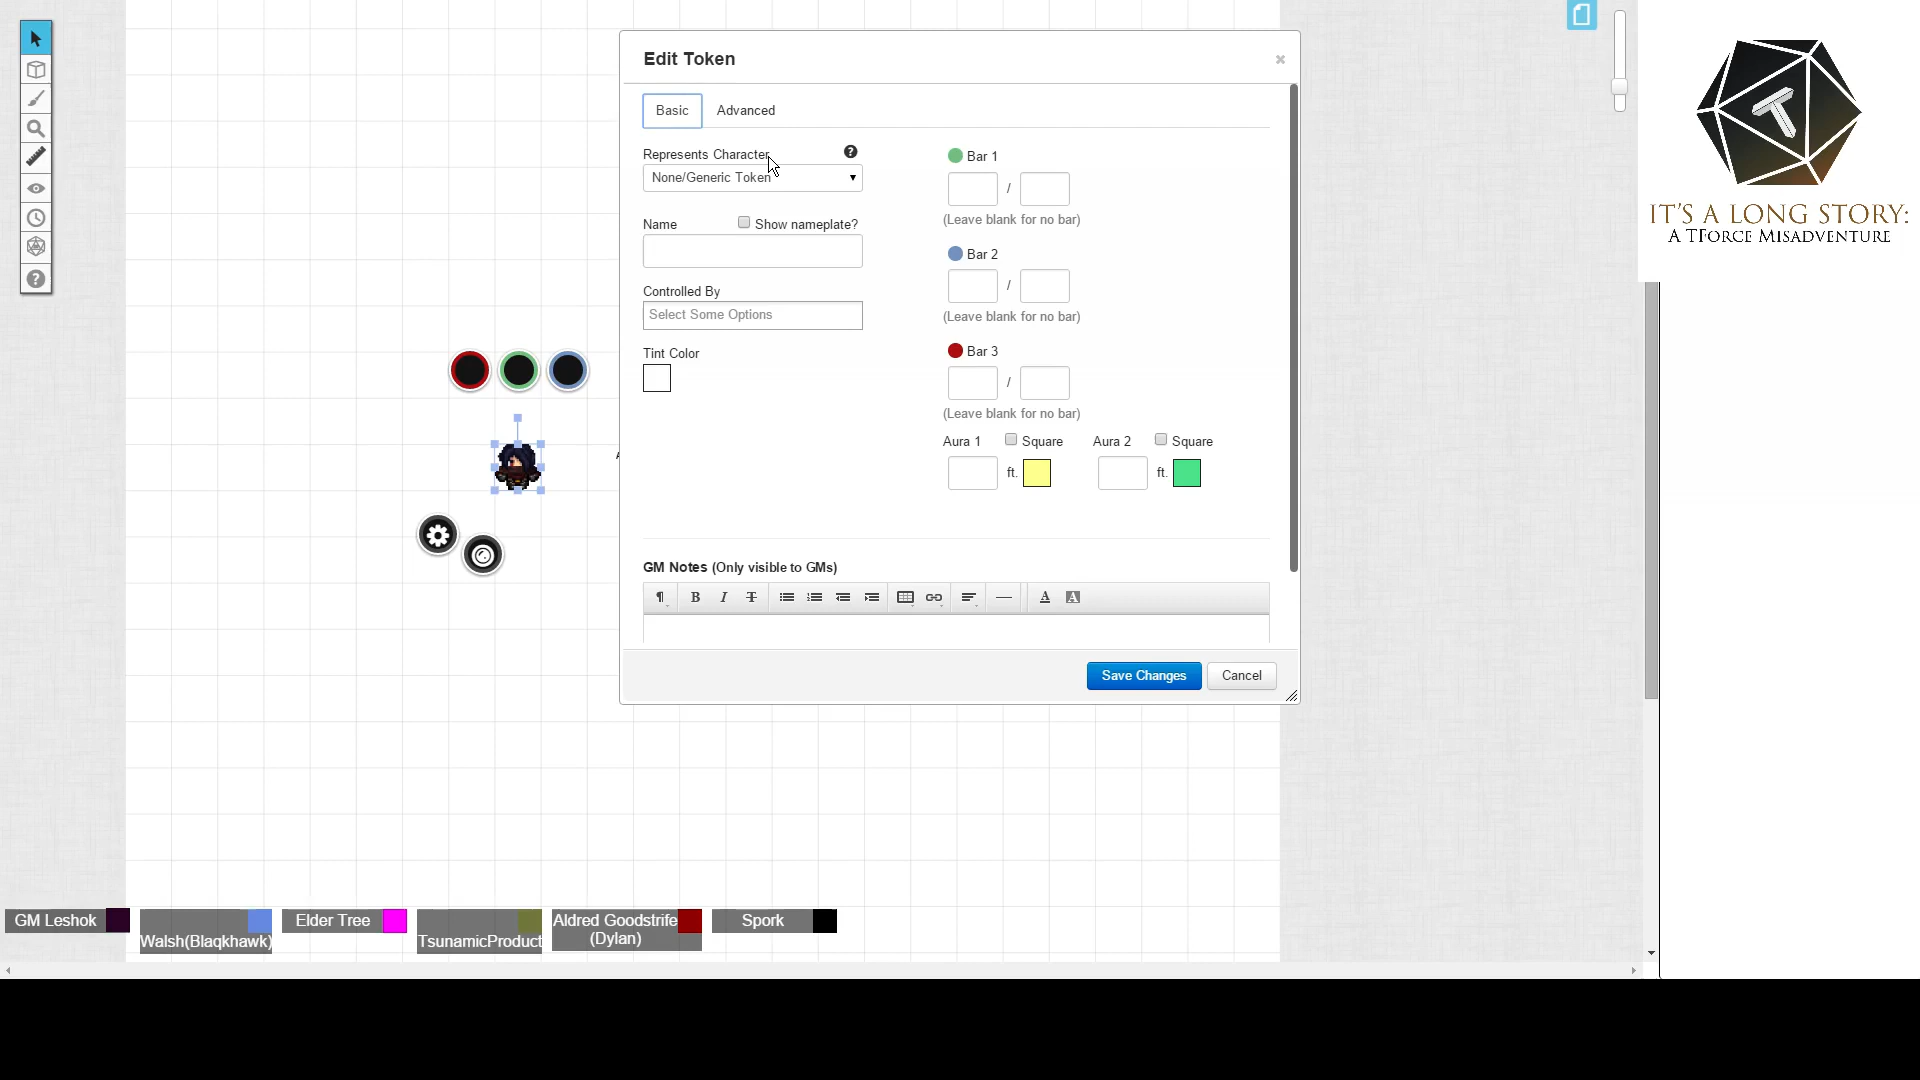 Edit Token
×
Basic
Advanced
Represents Character
?
None/Generic Token
Name
Show nameplate?
Controlled By
Select Some Options
Tint Color
Bar 1
/
(Leave blank for no bar)
Bar 2
/
(Leave blank for no bar)
Bar 3
/
(Leave blank for no bar)
Aura 1
Square
Aura 2
Square
ft.
ft.
GM Notes (Only visible to GMs)
¶ B I T A A
Save Changes
Cancel
?
T
IT'S A LONG STORY:
A TFORCE MISADVENTURE
GM Leshok
Walsh(Blaqkhawk)
Elder Tree
TsunamicProduct
Aldred Goodstrife
(Dylan)
Spork